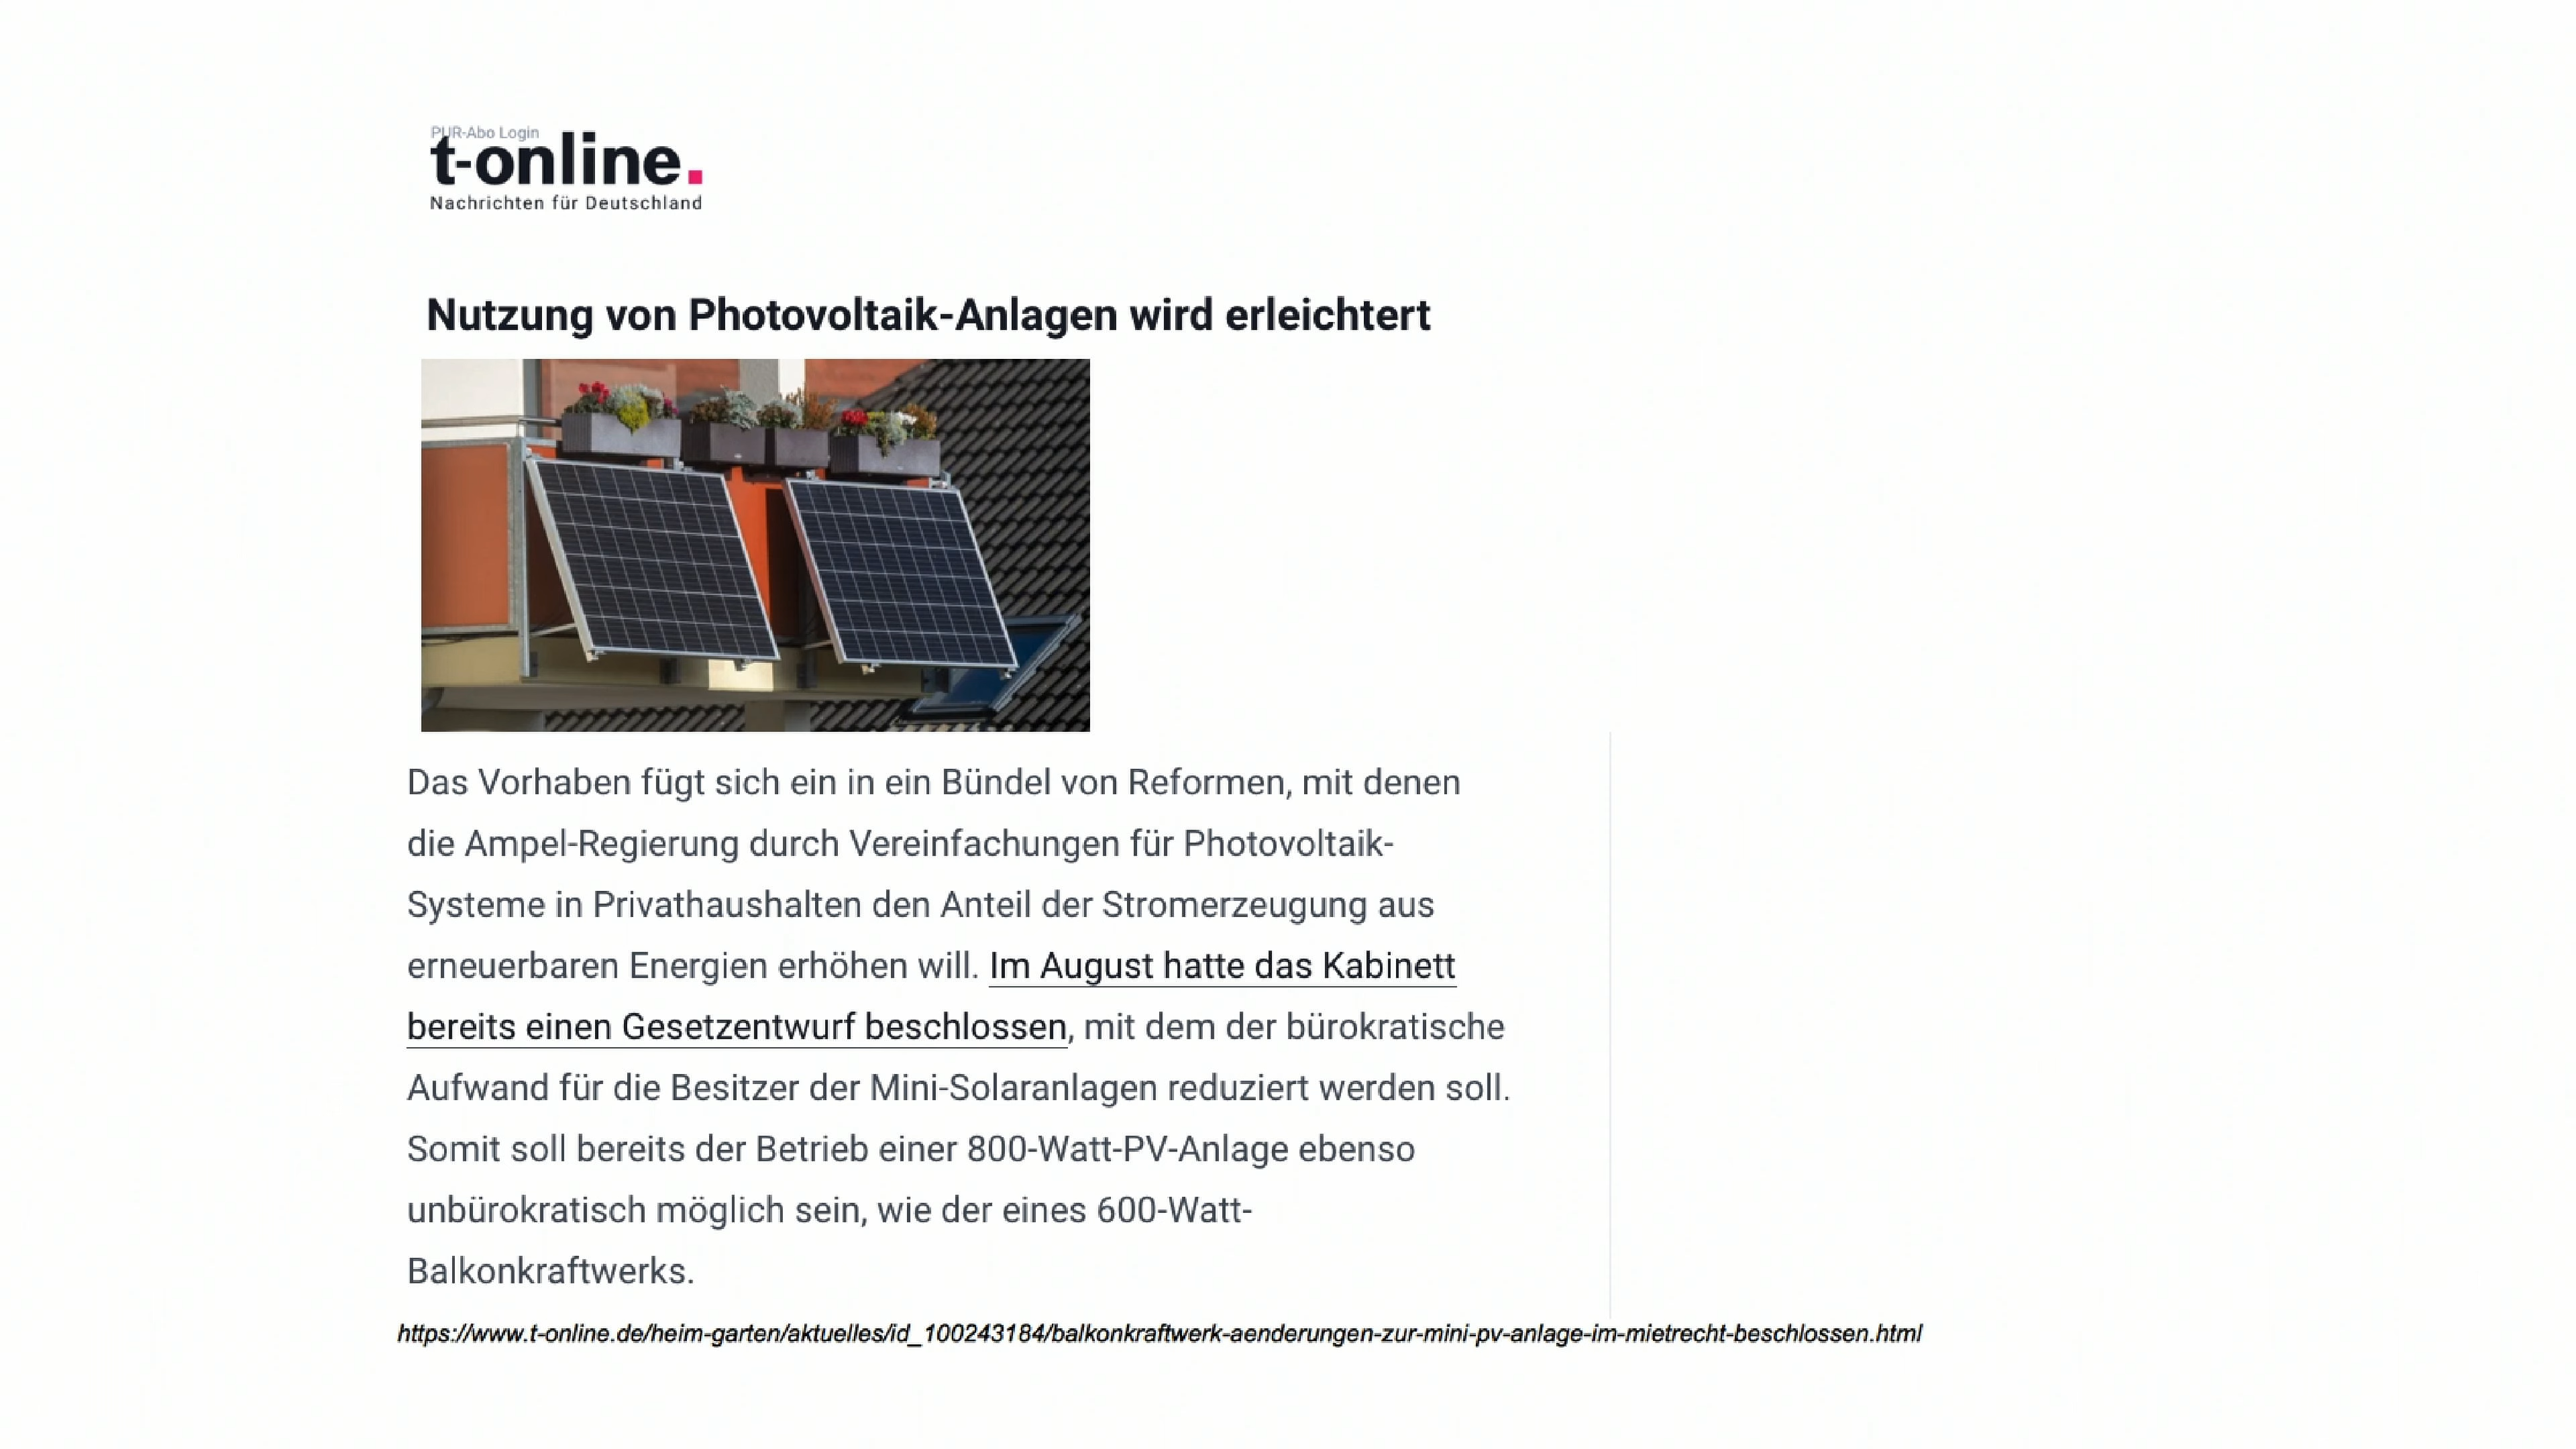 PUR-Abo Login
t-online.
Nachrichten für Deutschland
Nutzung von Photovoltaik-Anlagen wird erleichtert
Das Vorhaben fügt sich ein in ein Bündel von Reformen, mit denen
die Ampel-Regierung durch Vereinfachungen für Photovoltaik-
Systeme in Privathaushalten den Anteil der Stromerzeugung aus
erneuerbaren Energien erhöhen will. Im August hatte das Kabinett
bereits einen Gesetzentwurf beschlossen, mit dem der bürokratische
Aufwand für die Besitzer der Mini-Solaranlagen reduziert werden soll.
Somit soll bereits der Betrieb einer 800-Watt-PV-Anlage ebenso
unbürokratisch möglich sein, wie der eines 600-Watt-
Balkonkraftwerks.
https://www.t-online.de/heim-garten/aktuelles/id_100243184/balkonkraftwerk-aenderungen-zur-mini-pv-anlage-im-mietrecht-beschlossen.html